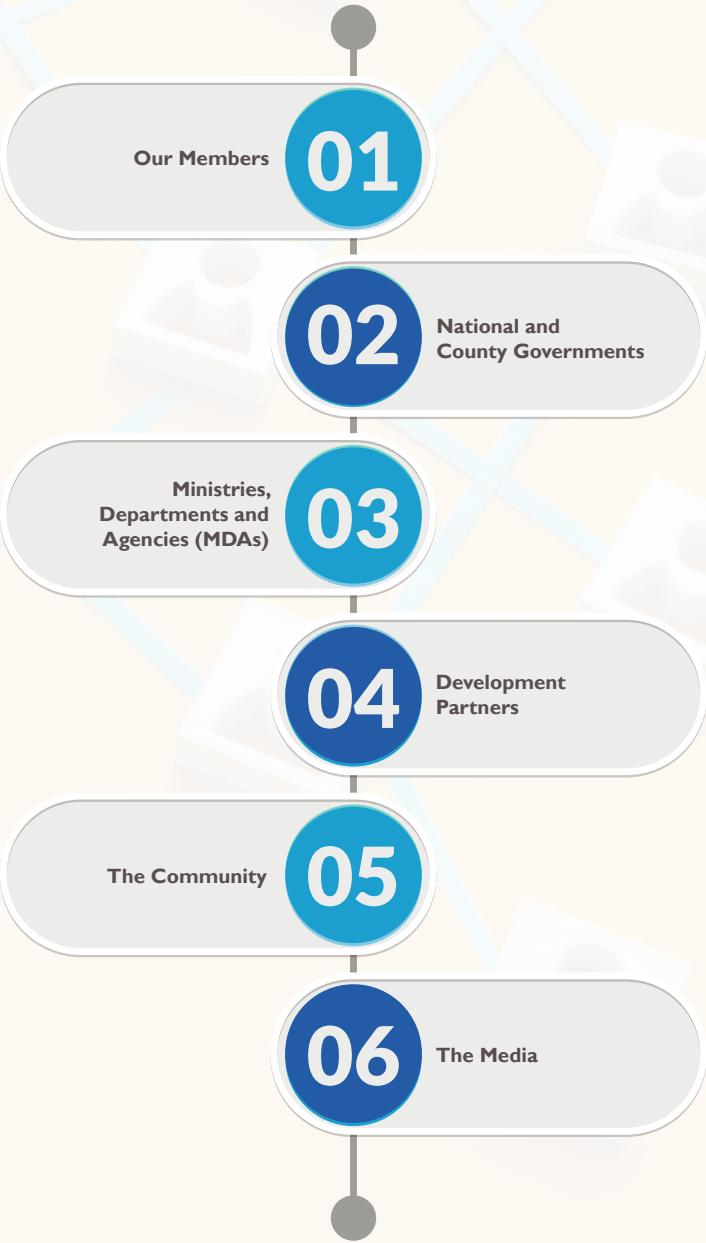 Our Members
01
02
National and
County Governments
Ministries,
Departments and
Agencies (MDAs)
03
04
Development
Partners
The Community
05
06
The Media